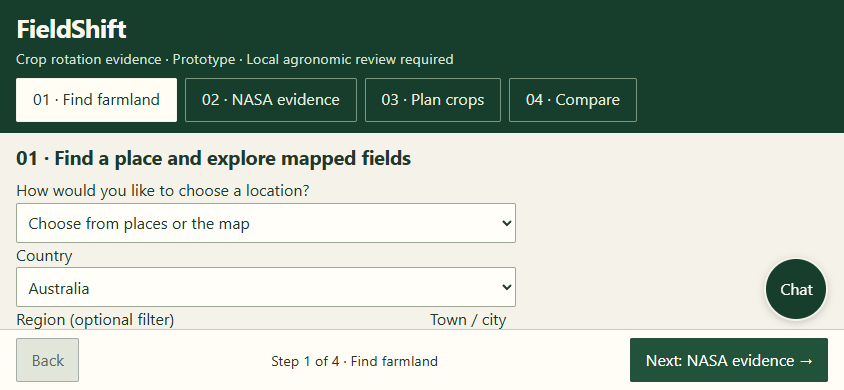 FieldShift
Crop rotation evidence · Prototype · Local agronomic review required
01 · Find farmland
02 · NASA evidence
03 · Plan crops
04 · Compare
01 · Find a place and explore mapped fields
How would you like to choose a location?
Choose from places or the map
Country
Australia
Region (optional filter)
Town / city
Chat
Back
Step 1 of 4 · Find farmland
Next: NASA evidence →